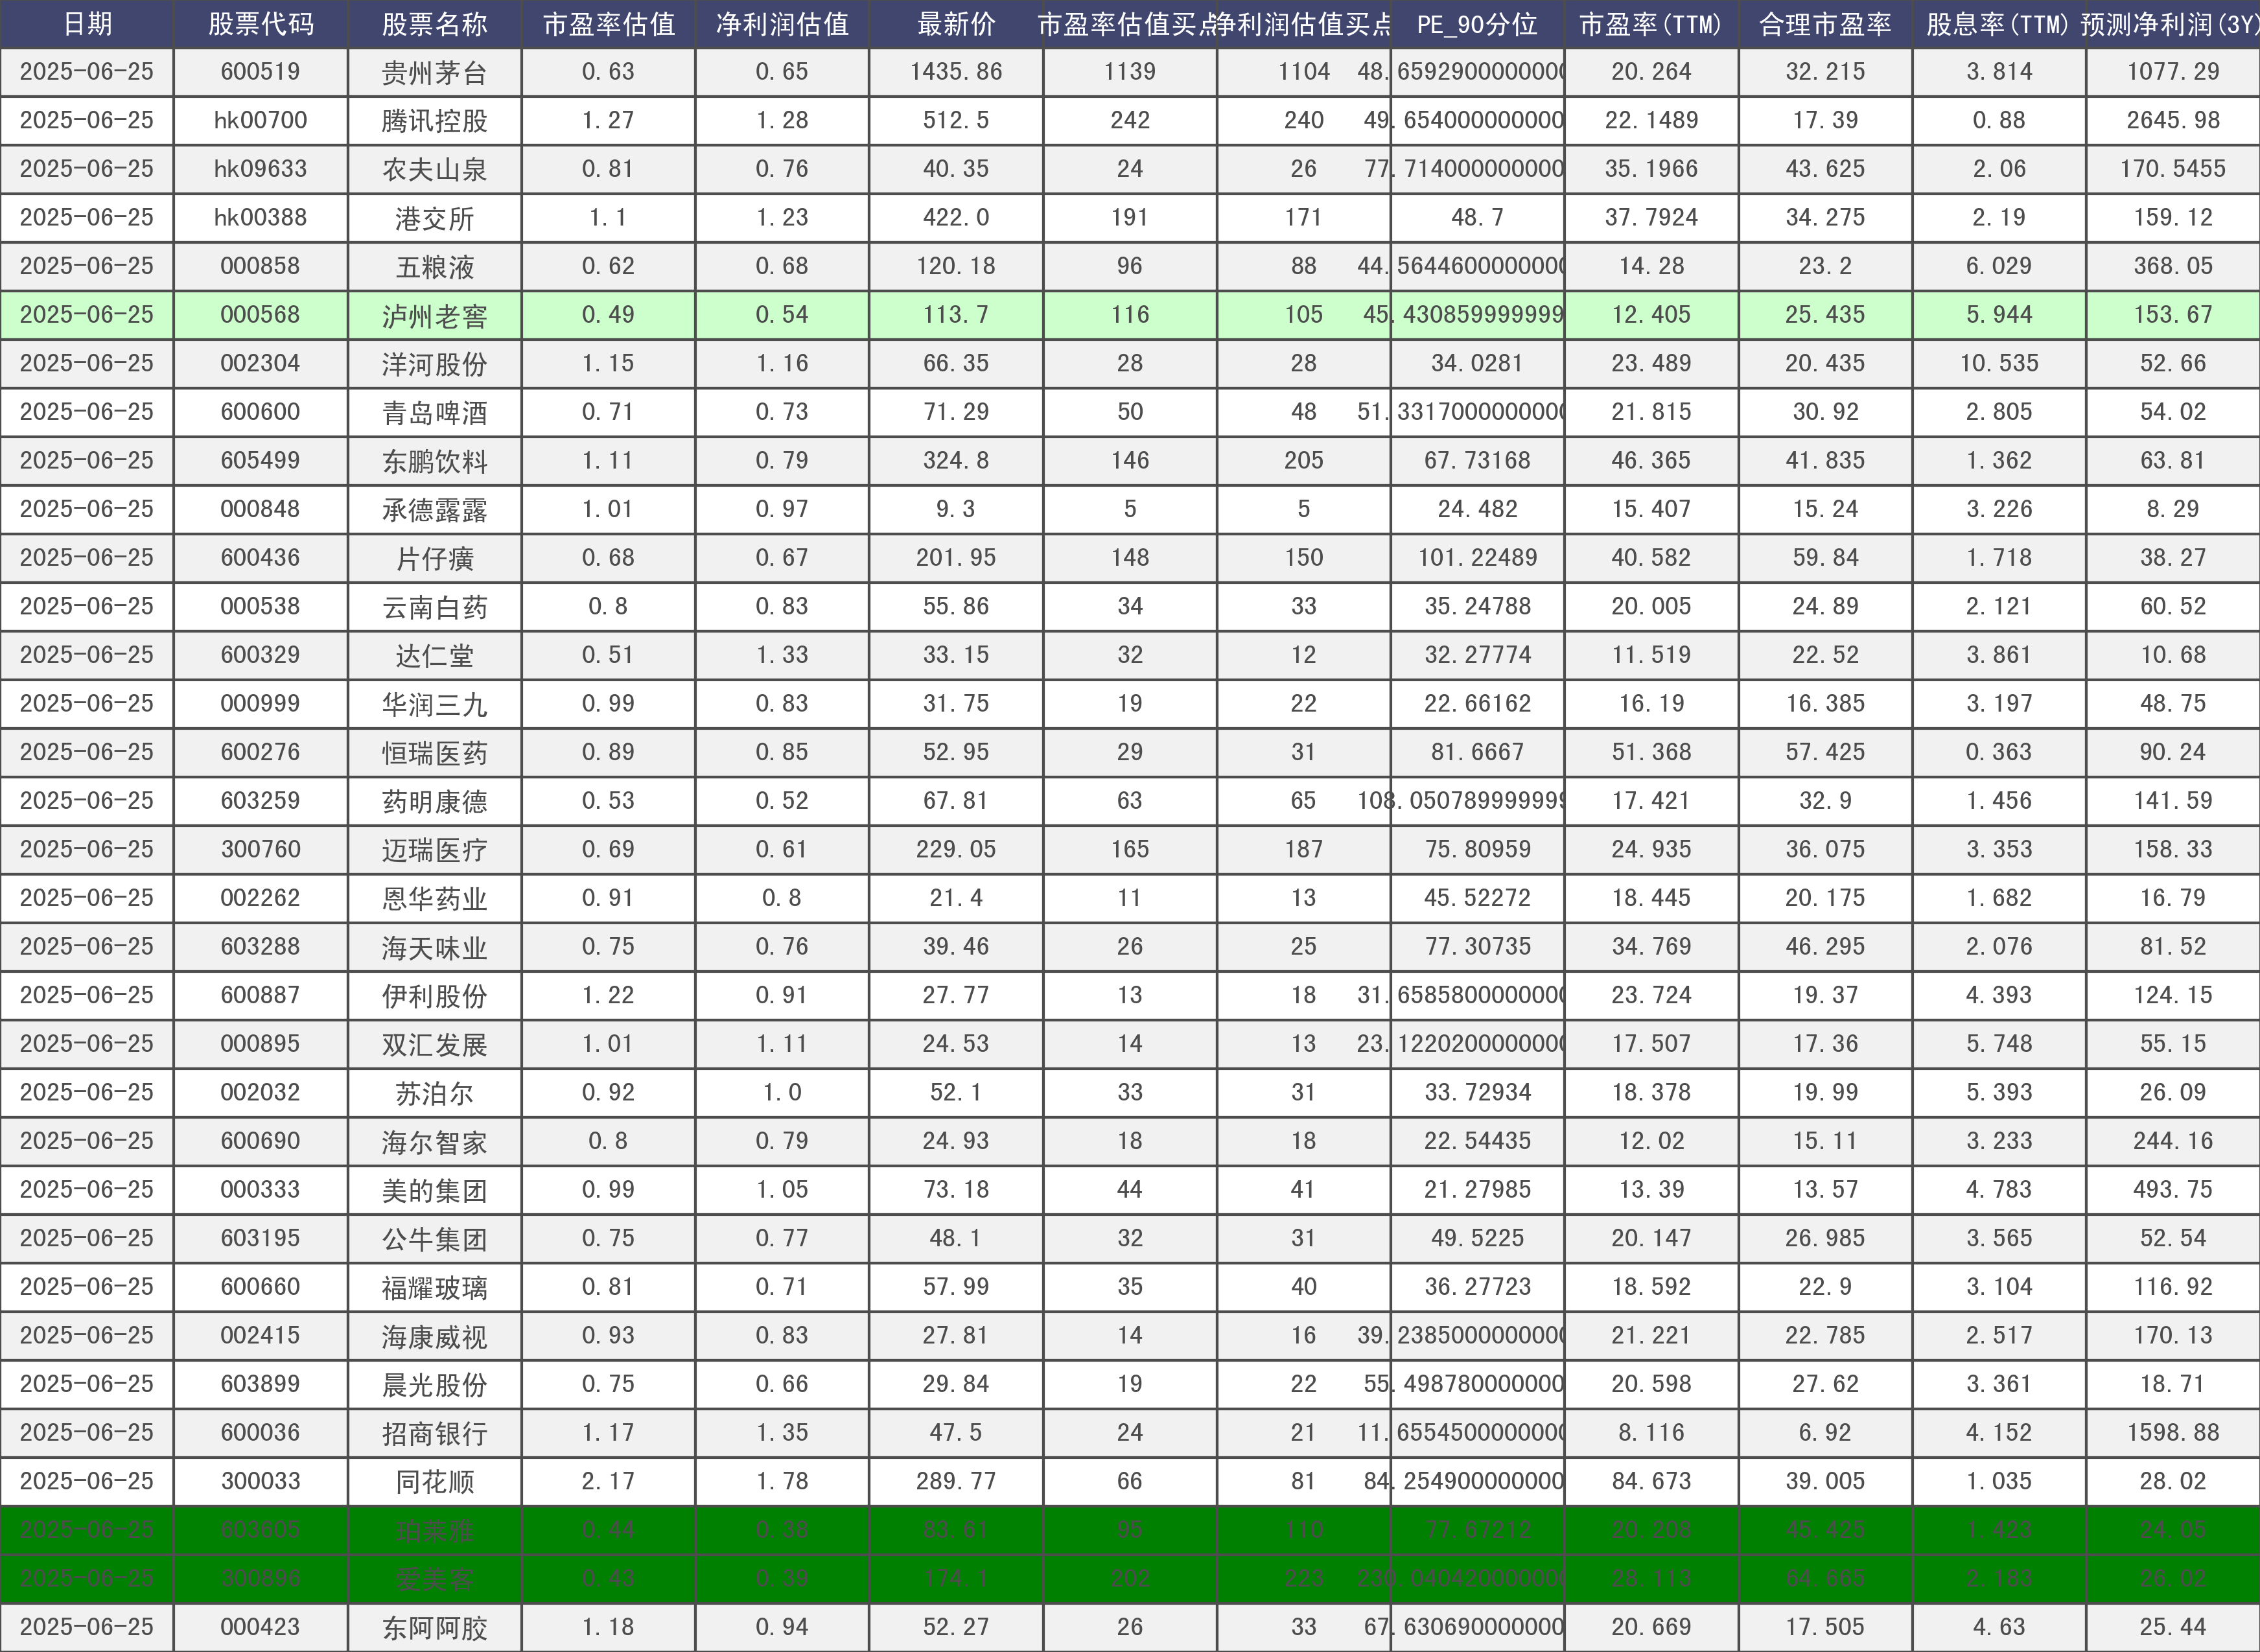 日期 股票代码 股票名称 市盈率估值 净利润估值 最新价 市盈率估值买点 净利润估值买点 PE_90分位 市盈率(TTM) 合理市盈率 股息率(TTM) 预测净利润(3Y)
2025-06-25 600519 贵州茅台 0.63 0.65 1435.86 1139 1104 48.6592900000000 20.264 32.215 3.814 1077.29
2025-06-25 hk00700 腾讯控股 1.27 1.28 512.5 242 240 49.654000000000 22.1489 17.39 0.88 2645.98
2025-06-25 hk09633 农夫山泉 0.81 0.76 40.35 24 26 77.714000000000 35.1966 43.625 2.06 170.5455
2025-06-25 hk00388 港交所 1.1 1.23 422.0 191 171 48.7 37.7924 34.275 2.19 159.12
2025-06-25 000858 五粮液 0.62 0.68 120.18 96 88 44.5644600000000 14.28 23.2 6.029 368.05
2025-06-25 000568 泸州老窖 0.49 0.54 113.7 116 105 45.430859999999 12.405 25.435 5.944 153.67
2025-06-25 002304 洋河股份 1.15 1.16 66.35 28 28 34.0281 23.489 20.435 10.535 52.66
2025-06-25 600600 青岛啤酒 0.71 0.73 71.29 50 48 51.3317000000000 21.815 30.92 2.805 54.02
2025-06-25 605499 东鹏饮料 1.11 0.79 324.8 146 205 67.73168 46.365 41.835 1.362 63.81
2025-06-25 000848 承德露露 1.01 0.97 9.3 5 5 24.482 15.407 15.24 3.226 8.29
2025-06-25 600436 片仔癀 0.68 0.67 201.95 148 150 101.22489 40.582 59.84 1.718 38.27
2025-06-25 000538 云南白药 0.8 0.83 55.86 34 33 35.24788 20.005 24.89 2.121 60.52
2025-06-25 600329 达仁堂 0.51 1.33 33.15 32 12 32.27774 11.519 22.52 3.861 10.68
2025-06-25 000999 华润三九 0.99 0.83 31.75 19 22 22.66162 16.19 16.385 3.197 48.75
2025-06-25 600276 恒瑞医药 0.89 0.85 52.95 29 31 81.6667 51.368 57.425 0.363 90.24
2025-06-25 603259 药明康德 0.53 0.52 67.81 63 65 108.050789999999 17.421 32.9 1.456 141.59
2025-06-25 300760 迈瑞医疗 0.69 0.61 229.05 165 187 75.80959 24.935 36.075 3.353 158.33
2025-06-25 002262 恩华药业 0.91 0.8 21.4 11 13 45.52272 18.445 20.175 1.682 16.79
2025-06-25 603288 海天味业 0.75 0.76 39.46 26 25 77.30735 34.769 46.295 2.076 81.52
2025-06-25 600887 伊利股份 1.22 0.91 27.77 13 18 31.6585800000000 23.724 19.37 4.393 124.15
2025-06-25 000895 双汇发展 1.01 1.11 24.53 14 13 23.1220200000000 17.507 17.36 5.748 55.15
2025-06-25 002032 苏泊尔 0.92 1.0 52.1 33 31 33.72934 18.378 19.99 5.393 26.09
2025-06-25 600690 海尔智家 0.8 0.79 24.93 18 18 22.54435 12.02 15.11 3.233 244.16
2025-06-25 000333 美的集团 0.99 1.05 73.18 44 41 21.27985 13.39 13.57 4.783 493.75
2025-06-25 603195 公牛集团 0.75 0.77 48.1 32 31 49.5225 20.147 26.985 3.565 52.54
2025-06-25 600660 福耀玻璃 0.81 0.71 57.99 35 40 36.27723 18.592 22.9 3.104 116.92
2025-06-25 002415 海康威视 0.93 0.83 27.81 14 16 39.2385000000000 21.221 22.785 2.517 170.13
2025-06-25 603899 晨光股份 0.75 0.66 29.84 19 22 55.498780000000 20.598 27.62 3.361 18.71
2025-06-25 600036 招商银行 1.17 1.35 47.5 24 21 11.6554500000000 8.116 6.92 4.152 1598.88
2025-06-25 300033 同花顺 2.17 1.78 289.77 66 81 84.254900000000 84.673 39.005 1.035 28.02
2025-06-25 603605 珀莱雅 0.44 0.38 83.61 95 110 77.67212 20.208 45.425 1.423 24.05
2025-06-25 300896 爱美客 0.43 0.39 174.1 202 223 230.0404200000000 28.113 64.665 2.183 26.02
2025-06-25 000423 东阿阿胶 1.18 0.94 52.27 26 33 67.630690000000 20.669 17.505 4.63 25.44